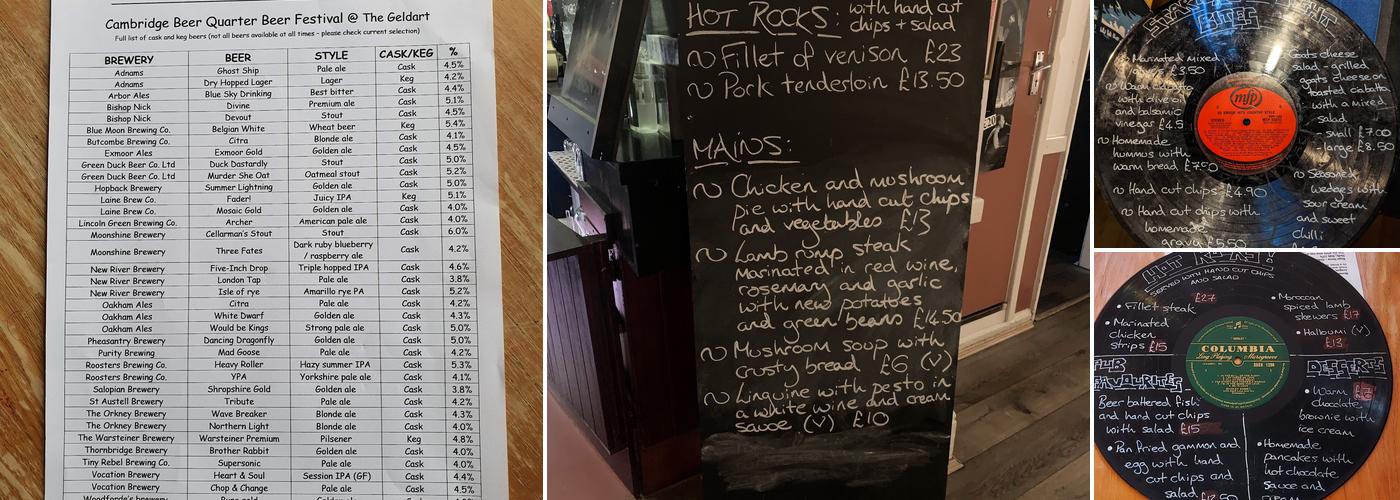 Cambridge Beer Quarter Beer Festival @ The Geldart
Full list of cask and keg beers (not all beers available at all times - please check current selection)
BREWERY BEER STYLE CASK/KEG %
Adnams Ghost Ship Pale ale Cask 4.5%
Adnams Dry Hopped Lager Lager Keg 4.2%
Arbor Ales Blue Sky Drinking Best bitter Cask 4.4%
Bishop Nick Divine Premium ale Cask 5.1%
Bishop Nick Devout Stout Cask 4.5%
Blue Moon Brewing Co. Belgian White Wheat beer Keg 5.4%
Butcombe Brewing Co. Citra Blonde ale Cask 4.1%
Exmoor Ales Exmoor Gold Golden ale Cask 4.5%
Green Duck Beer Co. Ltd Duck Dastardly Stout Cask 5.0%
Green Duck Beer Co. Ltd Murder She Oat Oatmeal stout Cask 5.2%
Hopback Brewery Summer Lightning Golden ale Cask 5.0%
Laine Brew Co. Fader! Juicy IPA Keg 5.1%
Laine Brew Co. Mosaic Gold Golden ale Cask 4.0%
Lincoln Green Brewing Co. Archer American pale ale Cask 4.0%
Moonshine Brewery Cellarman's Stout Stout Cask 6.0%
Moonshine Brewery Three Fates Dark ruby blueberry / raspberry ale Cask 4.2%
New River Brewery Five-Inch Drop Triple hopped IPA Cask 4.6%
New River Brewery London Tap Pale ale Cask 3.8%
New River Brewery Isle of rye Amarillo rye PA Cask 5.2%
Oakham Ales Citra Pale ale Cask 4.2%
Oakham Ales White Dwarf Golden ale Cask 4.3%
Oakham Ales Would be Kings Strong pale ale Cask 5.0%
Pheasantry Brewery Dancing Dragonfly Golden ale Cask 5.0%
Purity Brewing Mad Goose Pale ale Cask 4.2%
Roosters Brewing Co. Heavy Roller Hazy summer IPA Cask 5.3%
Roosters Brewing Co. YPA Yorkshire pale ale Cask 4.1%
Salopian Brewery Shropshire Gold Golden ale Cask 3.8%
St Austell Brewery Tribute Pale ale Cask 4.2%
The Orkney Brewery Wave Breaker Blonde ale Cask 4.3%
The Orkney Brewery Northern Light Blonde ale Cask 4.0%
The Warsteiner Brewery Warsteiner Premium Pilsener Keg 4.8%
Thornbridge Brewery Brother Rabbit Golden ale Cask 4.0%
Tiny Rebel Brewing Co. Supersonic Pale ale Cask 4.0%
Vocation Brewery Heart & Soul Session IPA (GF) Cask 4.4%
Vocation Brewery Chop & Change Pale ale Cask 4.5%
HOT ROCKS: with hand cut
chips + salad
Fillet of venison £23
Pork tenderloin £13.50
MAINS:
Chicken and mushroom
pie with hand cut chips
and vegetables £13
Lamb rump steak
marinated in red wine,
rosemary and garlic
with new potatoes
and green beans £14.50
Mushroom soup with
crusty bread £6 (V)
Linguine with pesto in
a white wine and cream
sauce (V) £10
BITES
Marinated mixed
£3.50
with olive oil
and balsamic
vinegar £4.5
Homemade
hummus with
warm bread
Hand cut chips £4.90
Hand cut chips with
homemade
gravy £5.50
mfp
Goats cheese
salad - grilled
goats cheese on
toasted ciabatta
with a mixed
salad
- small £7.00
- large £8.50
Seasoned
wedges with
sour cream
and sweet
chilli
SERVED WITH HAND CUT CHIPS
AND SALAD
Fillet steak £27
Marinated
chicken
strips £15
Moroccan
spiced lamb
skewers £17
Halloumi (V)
£13
COLUMBIA
PUB
FAVOURITES
Beer battered fish
and hand cut chips
with salad £15
Pan fried gammon and
egg with hand
cut chips and
salad
DESSERTS
Warm
chocolate
brownie with
ice cream
Homemade
pancakes with
hot chocolate
sauce and